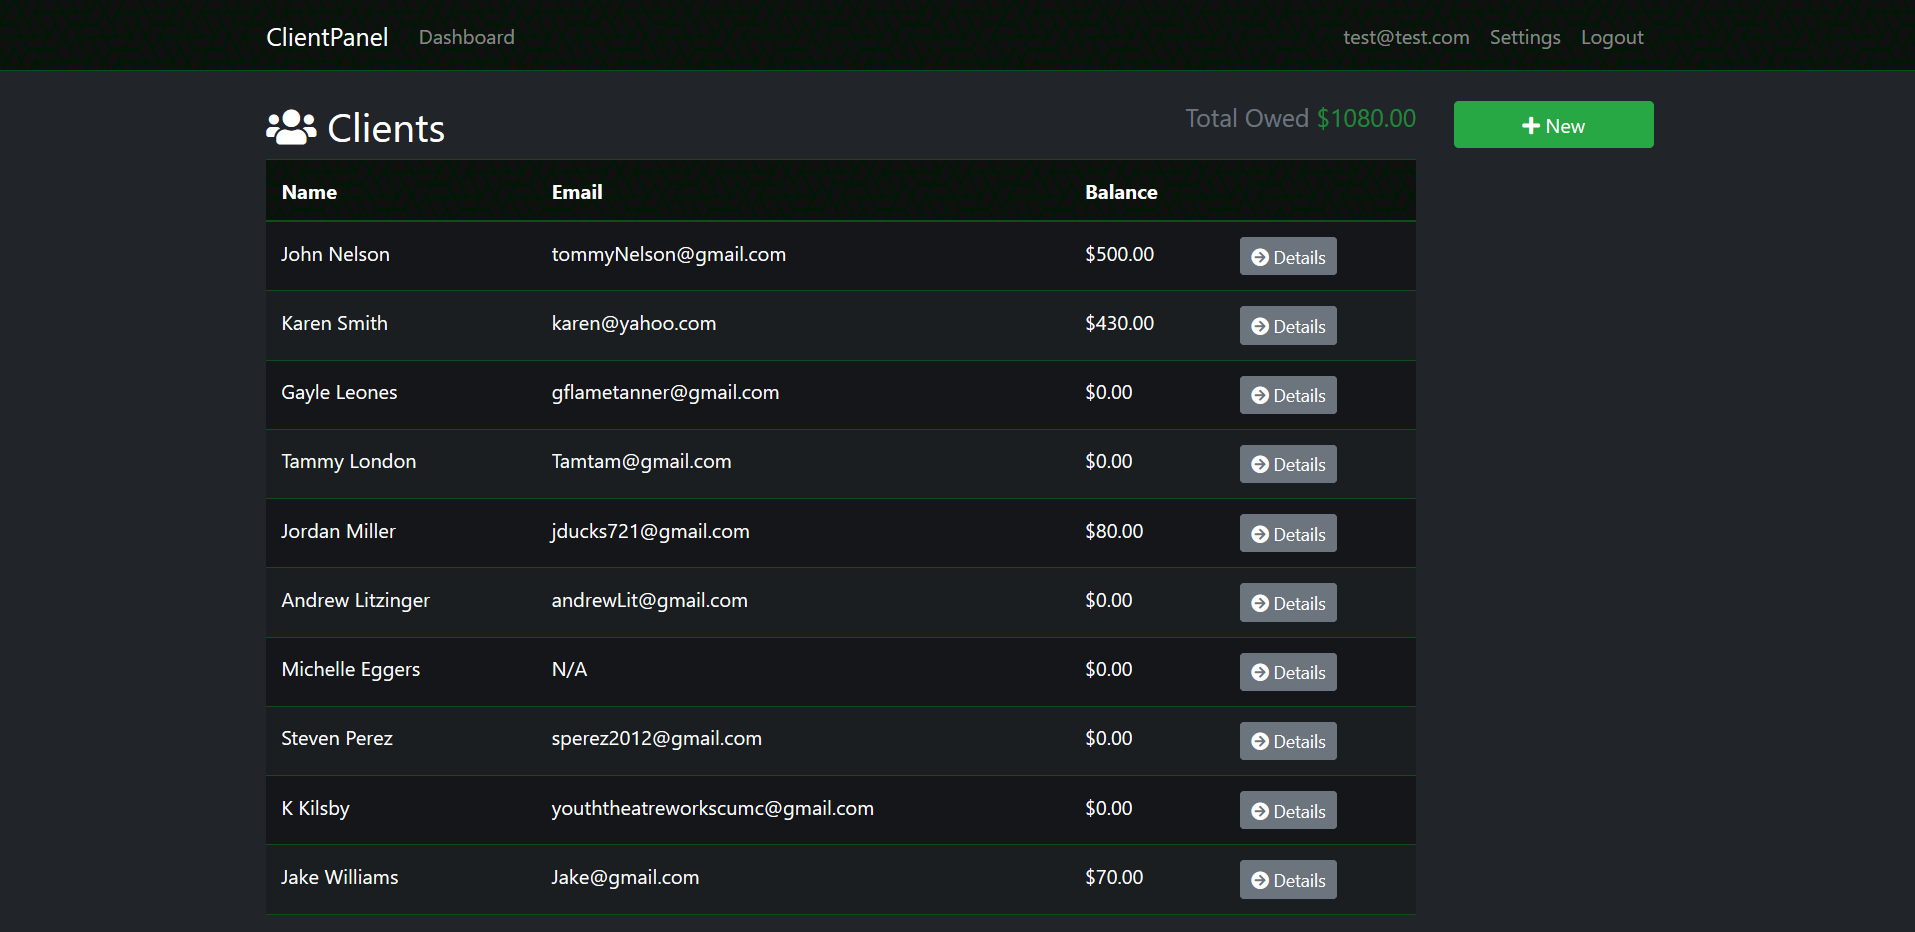 ClientPanel Dashboard test@test.com Settings Logout
Clients Total Owed $1080.00 New
Name Email Balance
John Nelson tommyNelson@gmail.com $500.00 Details
Karen Smith karen@yahoo.com $430.00 Details
Gayle Leones gflametanner@gmail.com $0.00 Details
Tammy London Tamtam@gmail.com $0.00 Details
Jordan Miller jducks721@gmail.com $80.00 Details
Andrew Litzinger andrewLit@gmail.com $0.00 Details
Michelle Eggers N/A $0.00 Details
Steven Perez sperez2012@gmail.com $0.00 Details
K Kilsby youththeatreworkscumc@gmail.com $0.00 Details
Jake Williams Jake@gmail.com $70.00 Details